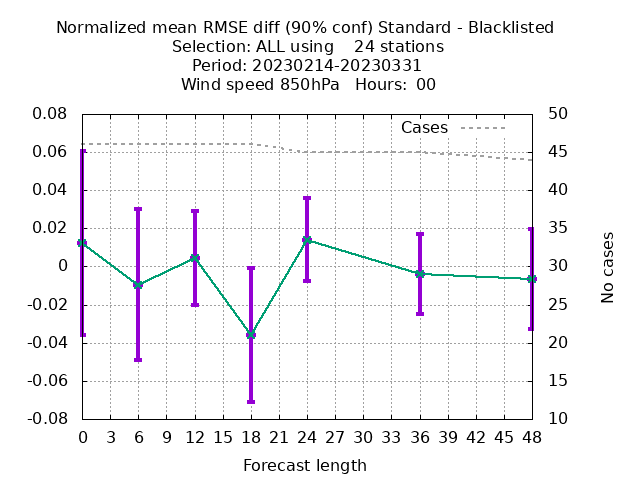 Normalized mean RMSE diff (90% conf) Standard - Blacklisted
Selection: ALL using    24 stations
Period: 20230214-20230331
Wind speed 850hPa   Hours:  00
Cases
0.08 50
0.06 45
0.04 40
0.02 35
0 30
-0.02 25
-0.04 20
-0.06 15
-0.08 10
No cases
0 3 6 9 12 15 18 21 24 27 30 33 36 39 42 45 48
Forecast length